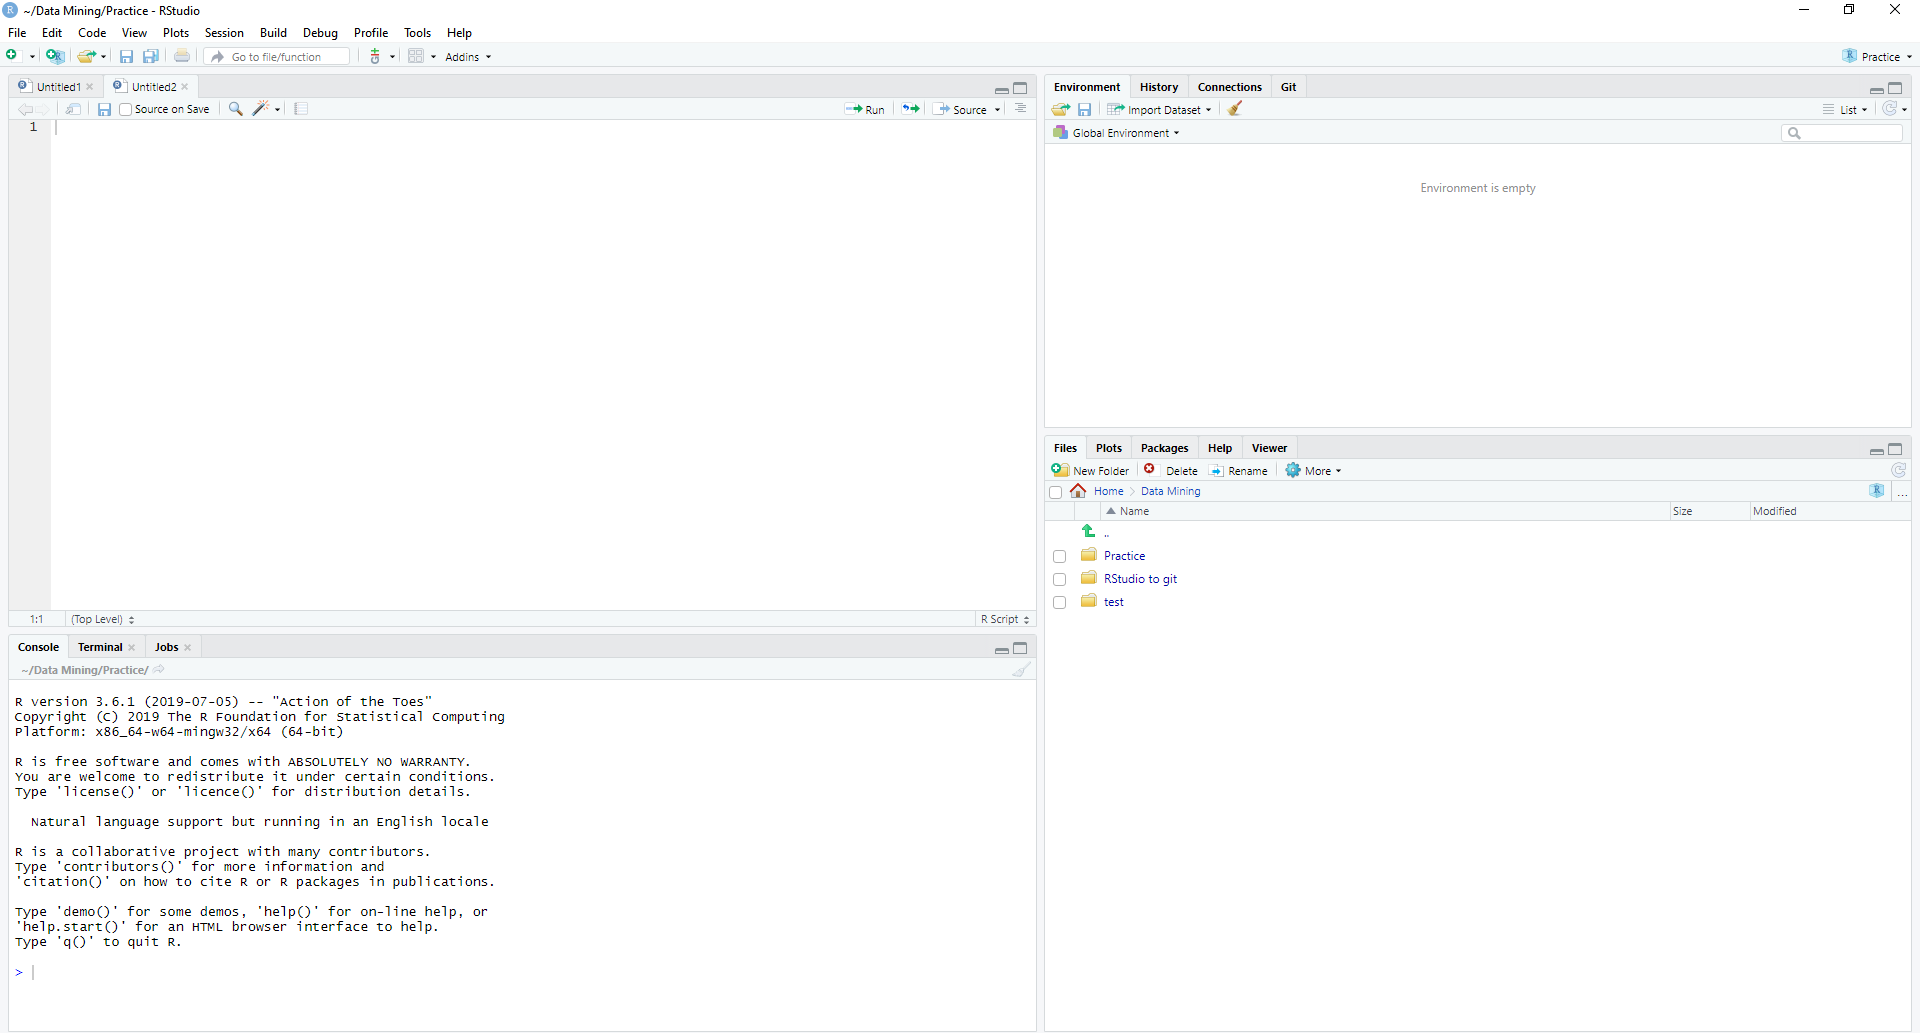 ~/Data Mining/Practice - RStudio
File Edit Code View Plots Session Build Debug Profile Tools Help
Go to file/function Addins Practice
Untitled1 Untitled2
Source on Save Run Source
1
1:1 (Top Level) R Script
Console Terminal Jobs
~/Data Mining/Practice/
R version 3.6.1 (2019-07-05) -- "Action of the Toes"
Copyright (C) 2019 The R Foundation for Statistical Computing
Platform: x86_64-w64-mingw32/x64 (64-bit)
R is free software and comes with ABSOLUTELY NO WARRANTY.
You are welcome to redistribute it under certain conditions.
Type 'license()' or 'licence()' for distribution details.
Natural language support but running in an English locale
R is a collaborative project with many contributors.
Type 'contributors()' for more information and
'citation()' on how to cite R or R packages in publications.
Type 'demo()' for some demos, 'help()' for on-line help, or
'help.start()' for an HTML browser interface to help.
Type 'q()' to quit R.
>
Environment History Connections Git
Import Dataset List
Global Environment
Environment is empty
Files Plots Packages Help Viewer
New Folder Delete Rename More
Home Data Mining ...
Name Size Modified
..
Practice
RStudio to git
test